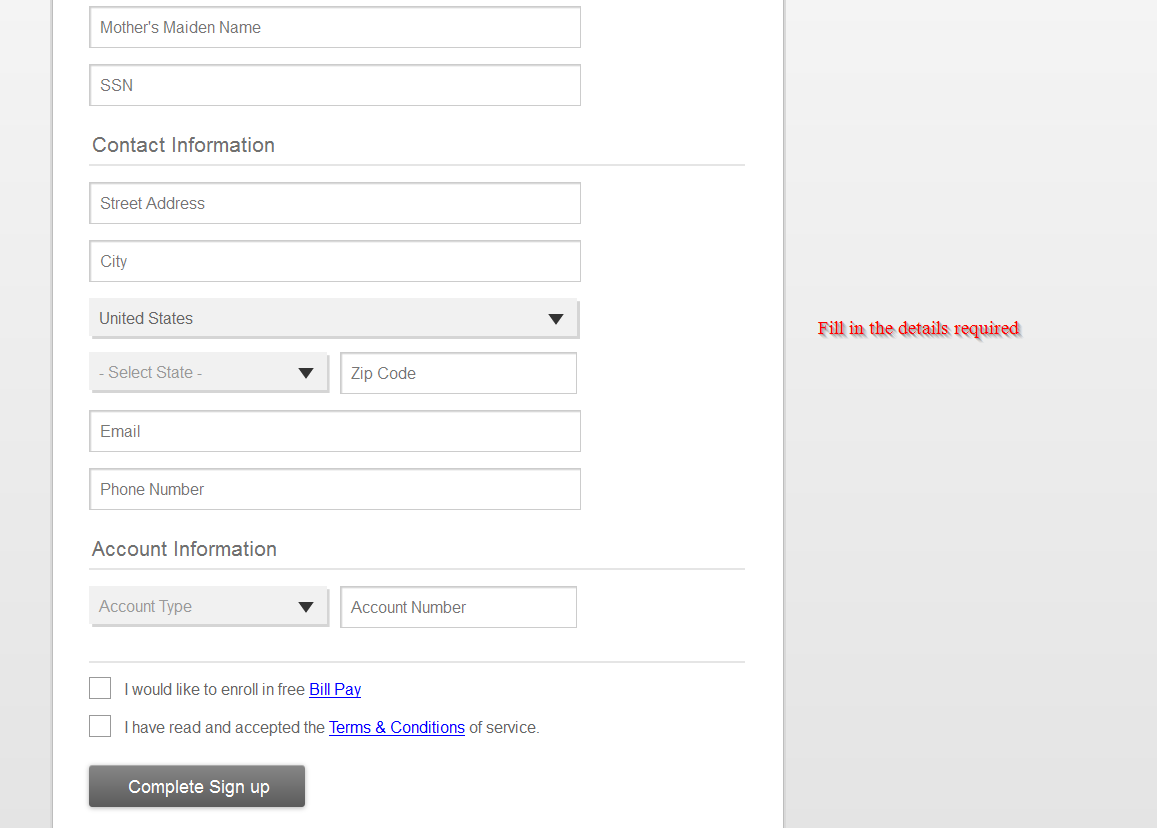 Mother's Maiden Name
SSN
Contact Information
Street Address
City
United States
Fill in the details required
- Select State -
Zip Code
Email
Phone Number
Account Information
Account Type
Account Number
I would like to enroll in free Bill Pay
I have read and accepted the Terms & Conditions of service.
Complete Sign up